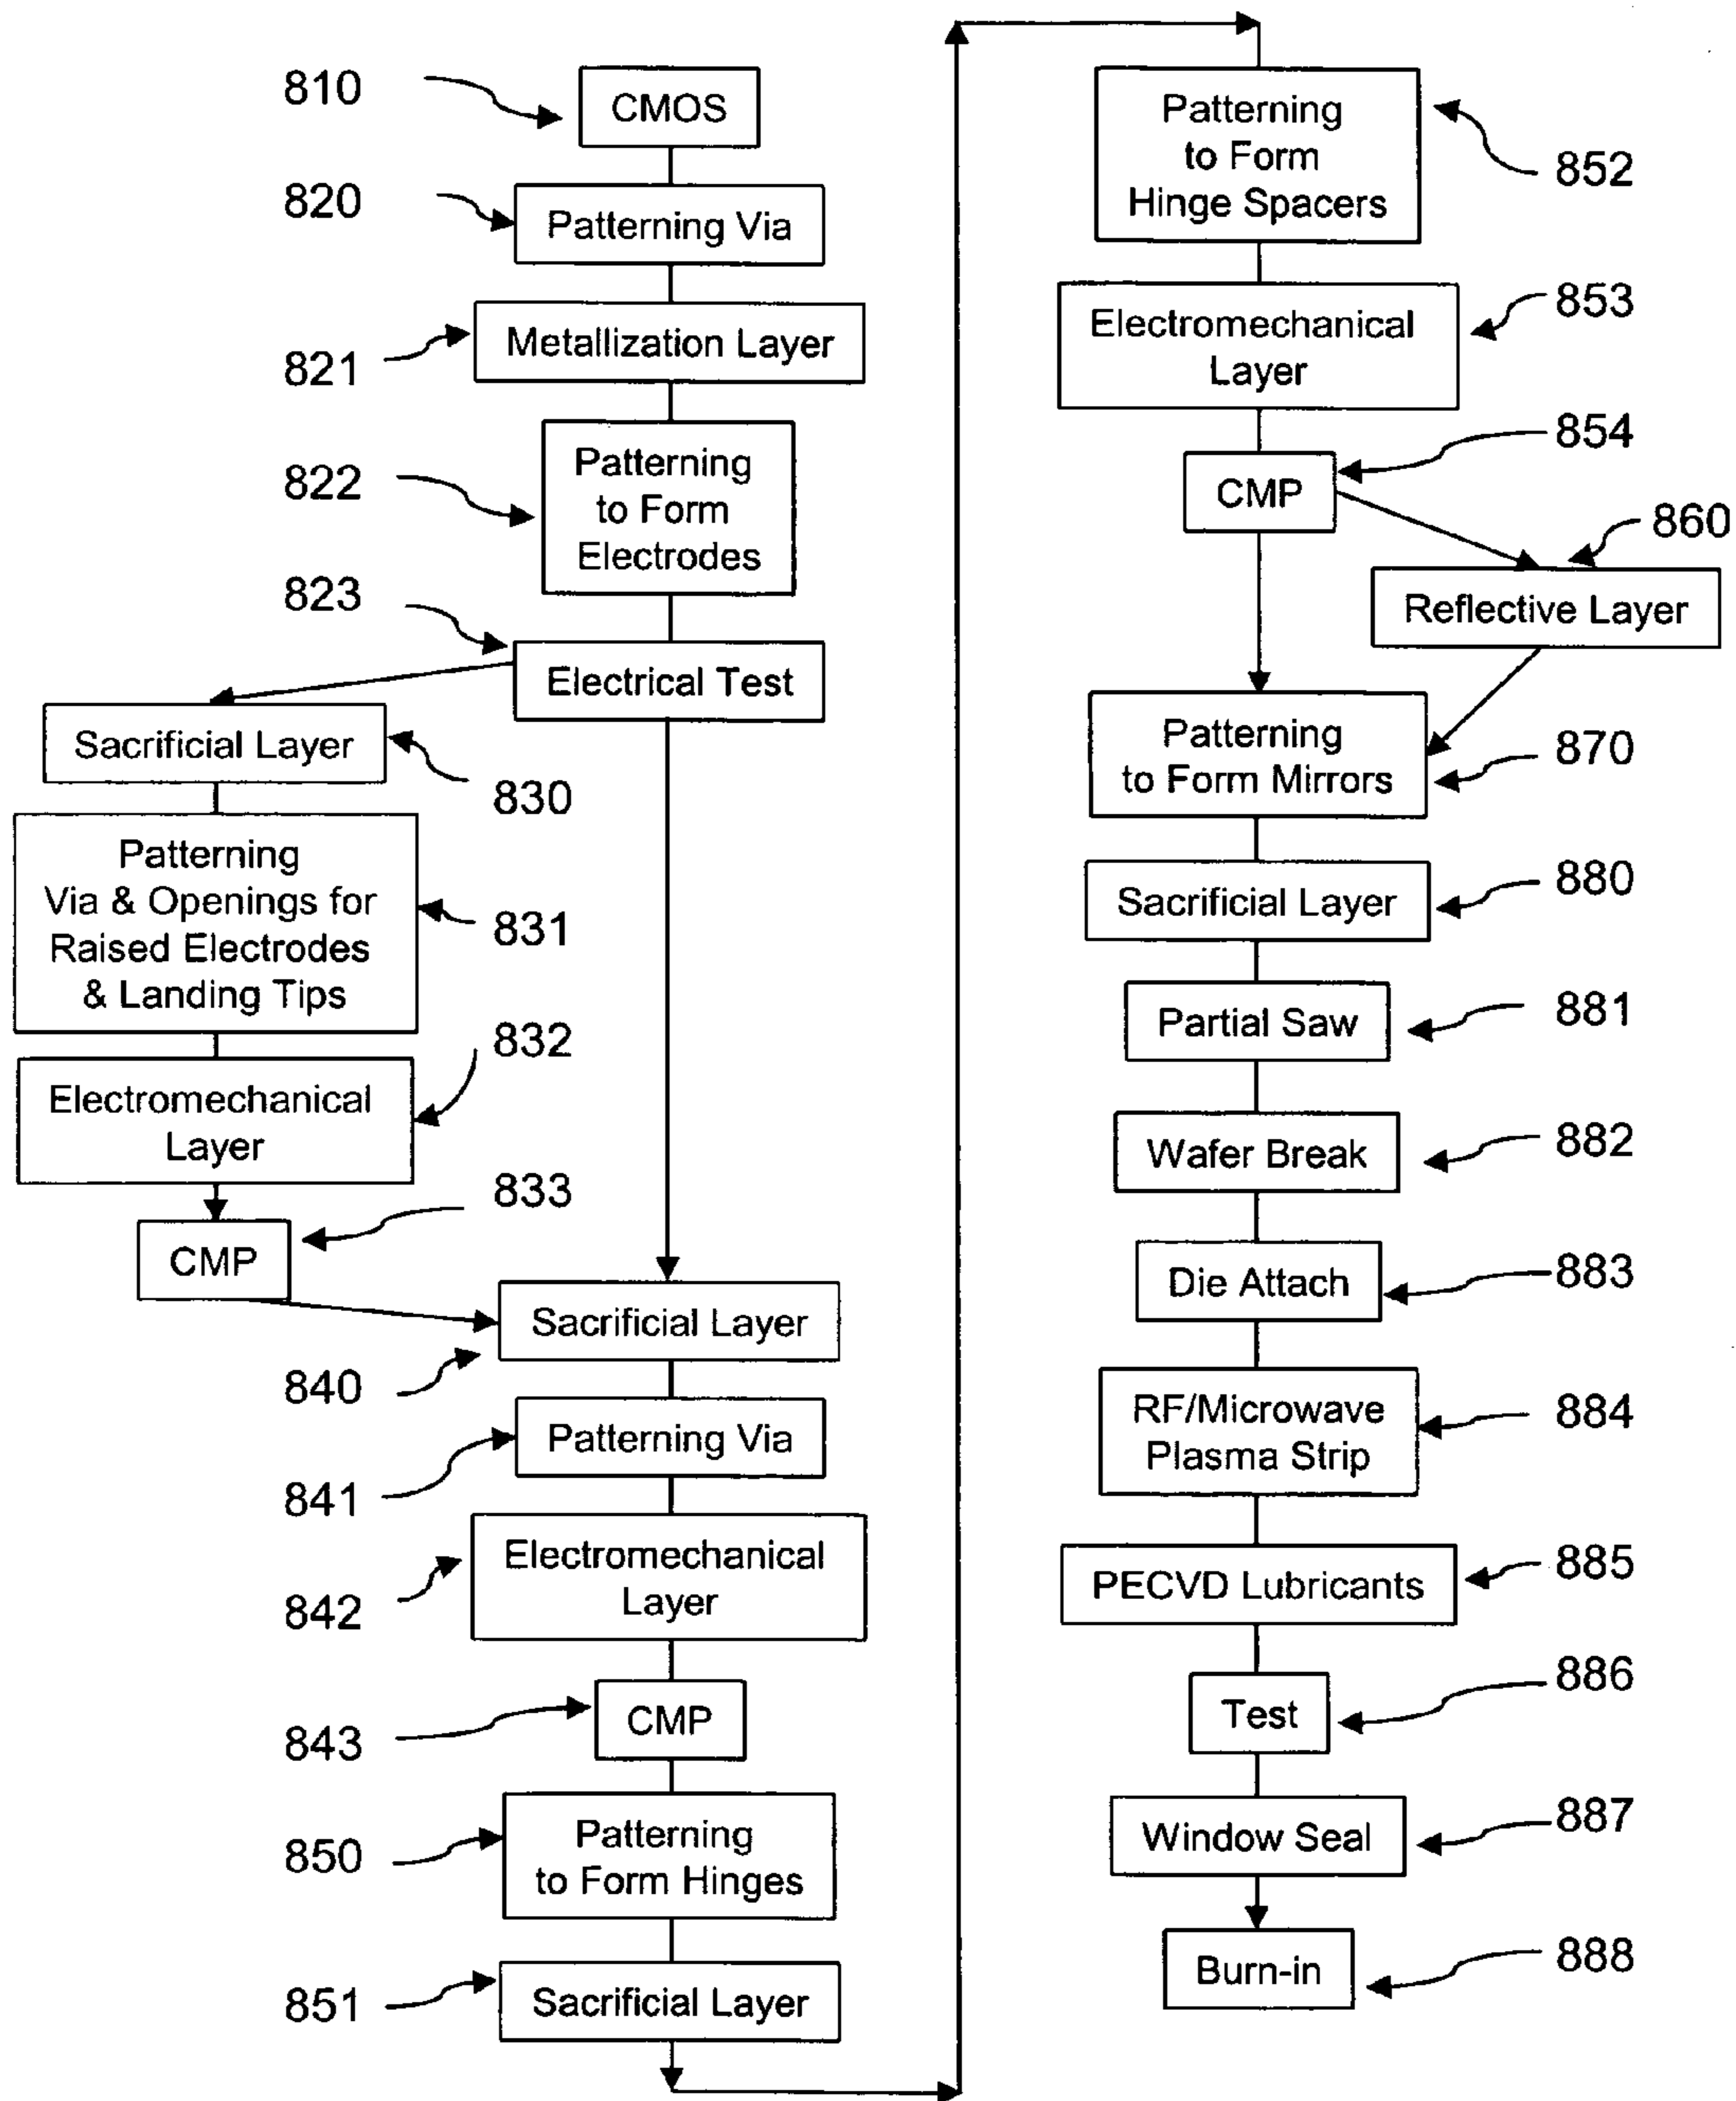 810
CMOS
820
Patterning Via
821
Metallization Layer
822
Patterning
to Form
Electrodes
823
Electrical Test
Sacrificial Layer
830
Patterning
Via & Openings for
Raised Electrodes
& Landing Tips
831
Electromechanical
Layer
832
CMP
833
Sacrificial Layer
840
Patterning Via
841
Electromechanical
Layer
842
CMP
843
Patterning
to Form Hinges
850
Sacrificial Layer
851
Patterning
to Form
Hinge Spacers
852
Electromechanical
Layer
853
CMP
854
Reflective Layer
860
Patterning
to Form Mirrors
870
Sacrificial Layer
880
Partial Saw
881
Wafer Break
882
Die Attach
883
RF/Microwave
Plasma Strip
884
PECVD Lubricants
885
Test
886
Window Seal
887
Burn-in
888